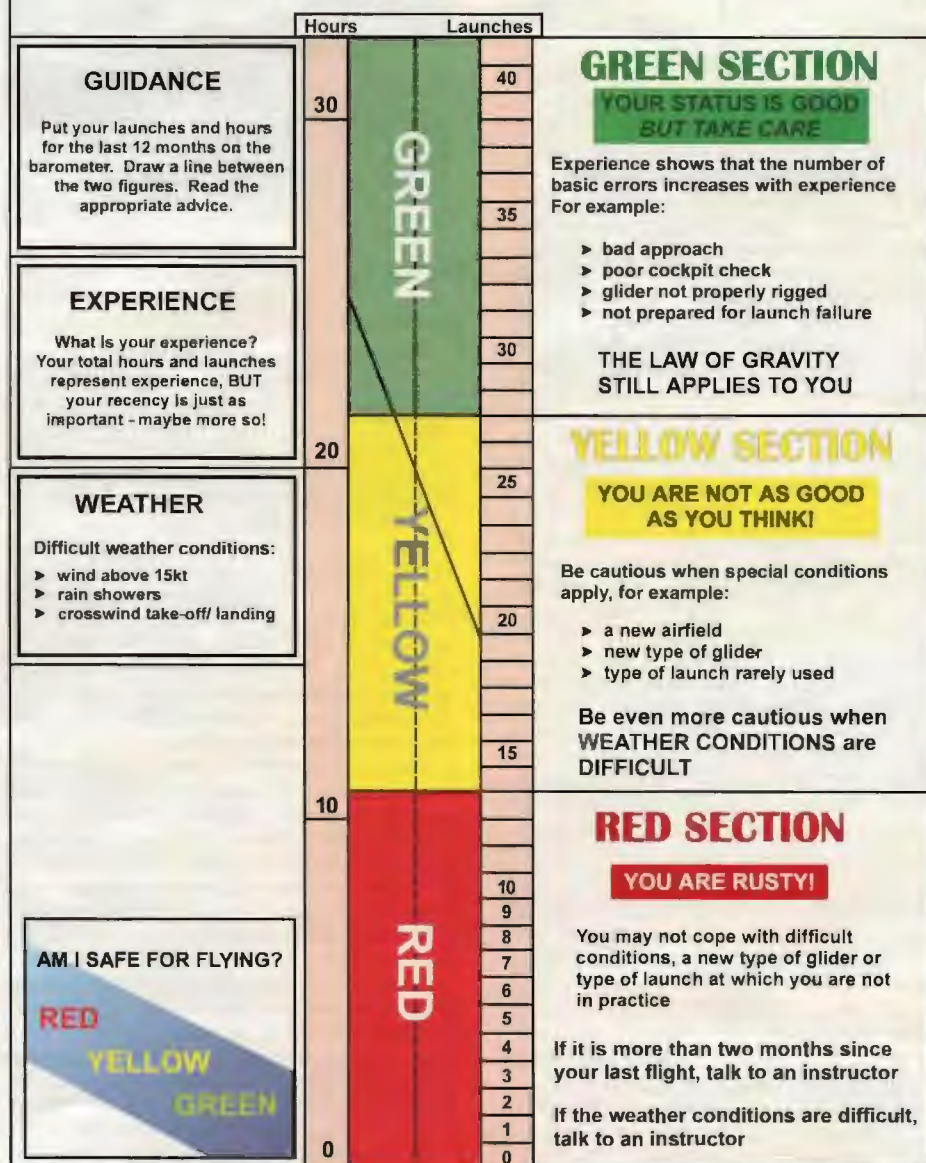 Hours Launches
GUIDANCE
Put your launches and hours
for the last 12 months on the
barometer. Draw a line between
the two figures. Read the
appropriate advice.
EXPERIENCE
What is your experience?
Your total hours and launches
represent experience, BUT
your recency is just as
important - maybe more so!
WEATHER
Difficult weather conditions:
➤ wind above 15kt
➤ rain showers
➤ crosswind take-off/ landing
AM I SAFE FOR FLYING?
RED
YELLOW
GREEN
30
20
10
0
GREEN
YELLOW
RED
40
35
30
25
20
15
10
9
8
7
6
5
4
3
2
1
0
GREEN SECTION
YOUR STATUS IS GOOD
BUT TAKE CARE
Experience shows that the number of
basic errors increases with experience
For example:
➤ bad approach
➤ poor cockpit check
➤ glider not properly rigged
➤ not prepared for launch failure
THE LAW OF GRAVITY
STILL APPLIES TO YOU
YELLOW SECTION
YOU ARE NOT AS GOOD
AS YOU THINK!
Be cautious when special conditions
apply, for example:
➤ a new airfield
➤ new type of glider
➤ type of launch rarely used
Be even more cautious when
WEATHER CONDITIONS are
DIFFICULT
RED SECTION
YOU ARE RUSTY!
You may not cope with difficult
conditions, a new type of glider or
type of launch at which you are not
in practice
If it is more than two months since
your last flight, talk to an instructor
If the weather conditions are difficult,
talk to an instructor